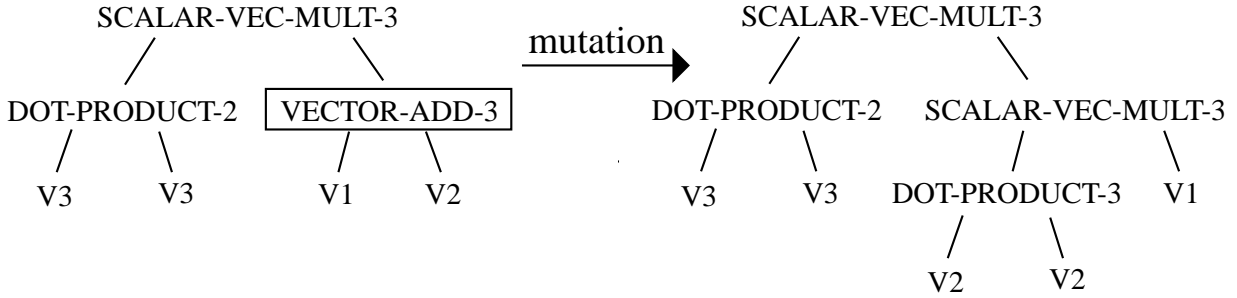 SCALAR-VEC-MULT-3
DOT-PRODUCT-2 VECTOR-ADD-3
V3 V3 V1 V2
mutation
SCALAR-VEC-MULT-3
DOT-PRODUCT-2 SCALAR-VEC-MULT-3
V3 V3 DOT-PRODUCT-3 V1
V2 V2